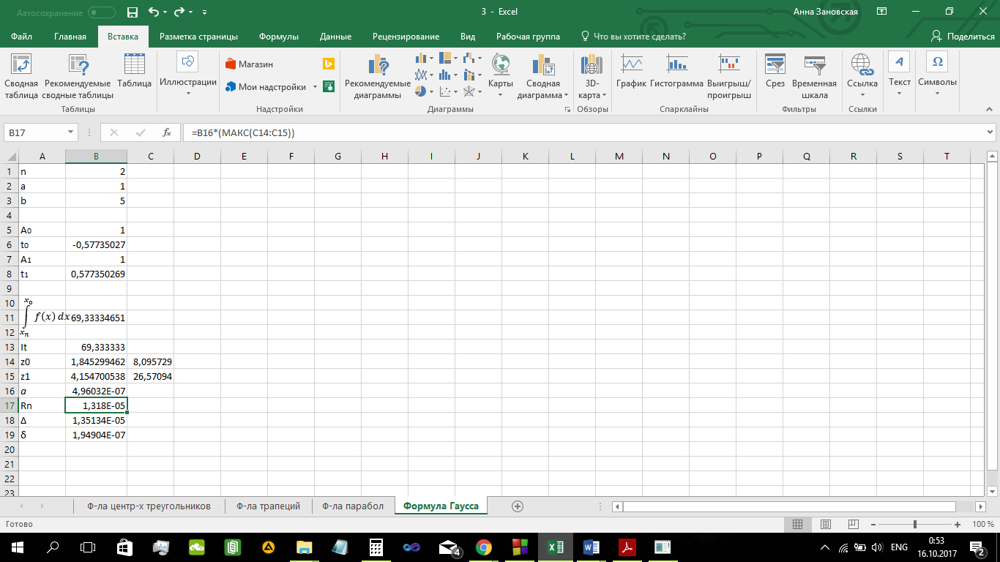 Автосохранение
3 - Excel
Анна Зановская
Файл Главная Вставка Разметка страницы Формулы Данные Рецензирование Вид Рабочая группа Что вы хотите сделать? Поделиться
Сводная таблица
Рекомендуемые сводные таблицы
Таблица
Таблицы
Иллюстрации
Магазин
Мои надстройки
Надстройки
Рекомендуемые диаграммы
Карты
Сводная диаграмма
Диаграммы
3D-карта
Обзоры
График
Гистограмма
Выигрыш/проигрыш
Спарклайны
Срез
Временная шкала
Фильтры
Ссылка
Ссылки
Текст
Символы
B17 fx =B16*(МАКС(C14:C15))
A B C D E F G H I J K L M N O P Q R S T
1 n 2
2 a 1
3 b 5
4
5 A0 1
6 t0 -0,57735027
7 A1 1
8 t1 0,577350269
9
10 x0
11 ∫ f(x) dx 69,33334651
12 xn
13 It 69,333333
14 z0 1,845299462 8,095729
15 z1 4,154700538 26,57094
16 a 4,96032E-07
17 Rn 1,318E-05
18 Δ 1,35134E-05
19 δ 1,94904E-07
20
21
22
23
Ф-ла центр-х треугольников Ф-ла трапеций Ф-ла парабол Формула Гаусса
Готово 100 %
4 ENG 0:53
16.10.2017 2